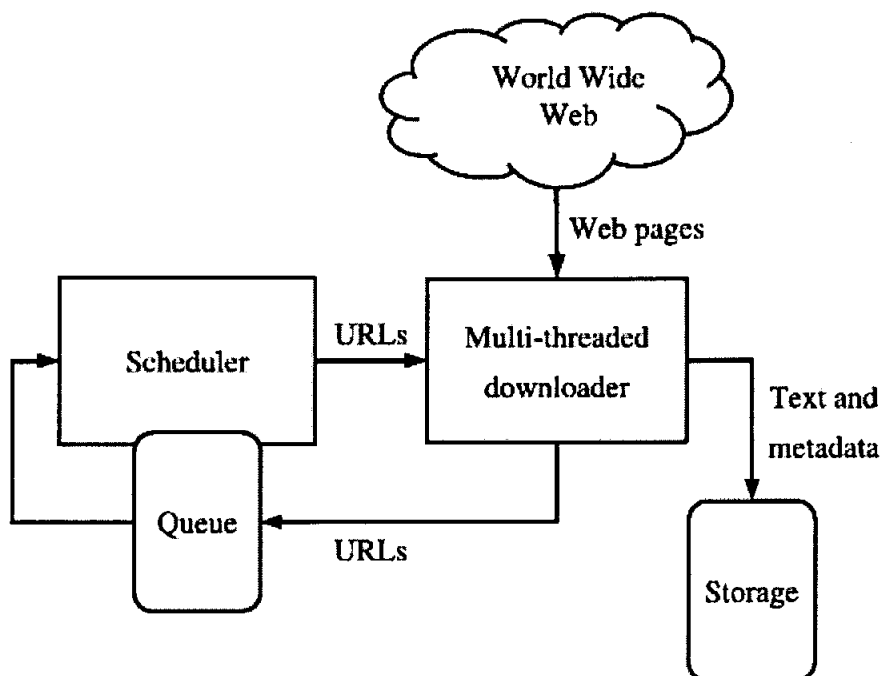 World Wide
Web
Web pages
Scheduler
URLs
Multi-threaded
downloader
Text and
metadata
Queue
URLs
Storage